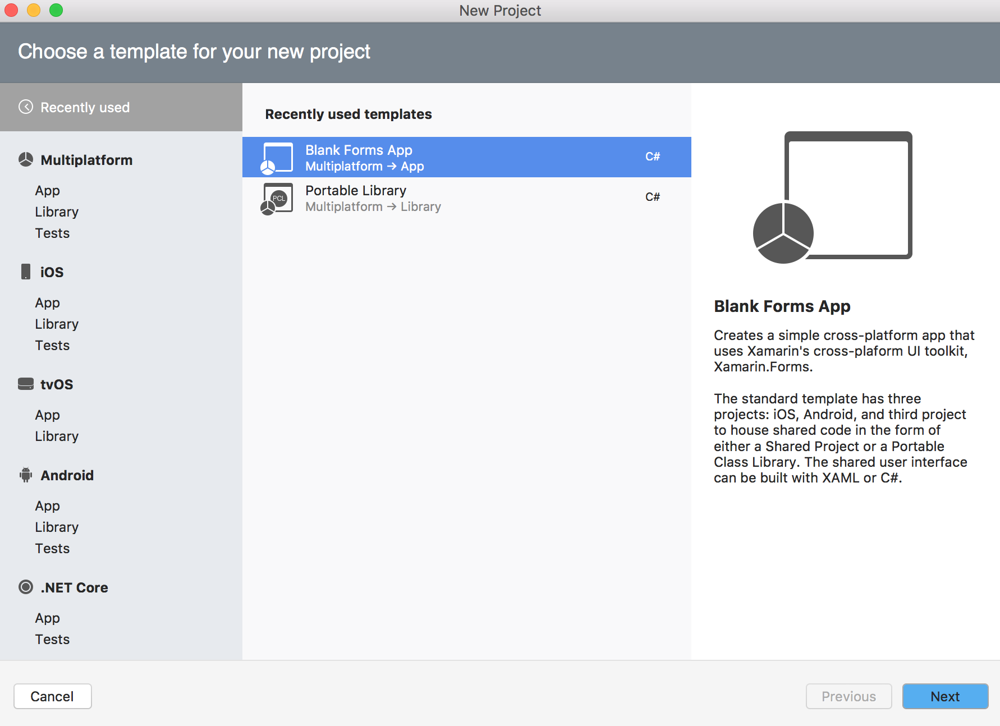 New Project
Choose a template for your new project
Recently used
Multiplatform
App
Library
Tests
iOS
App
Library
Tests
tvOS
App
Library
Android
App
Library
Tests
.NET Core
App
Tests
Recently used templates
Blank Forms App
Multiplatform → App
C#
PCL
Portable Library
Multiplatform → Library
C#
Blank Forms App
Creates a simple cross-platform app that
uses Xamarin's cross-plaform UI toolkit,
Xamarin.Forms.
The standard template has three
projects: iOS, Android, and third project
to house shared code in the form of
either a Shared Project or a Portable
Class Library. The shared user interface
can be built with XAML or C#.
Cancel
Previous
Next